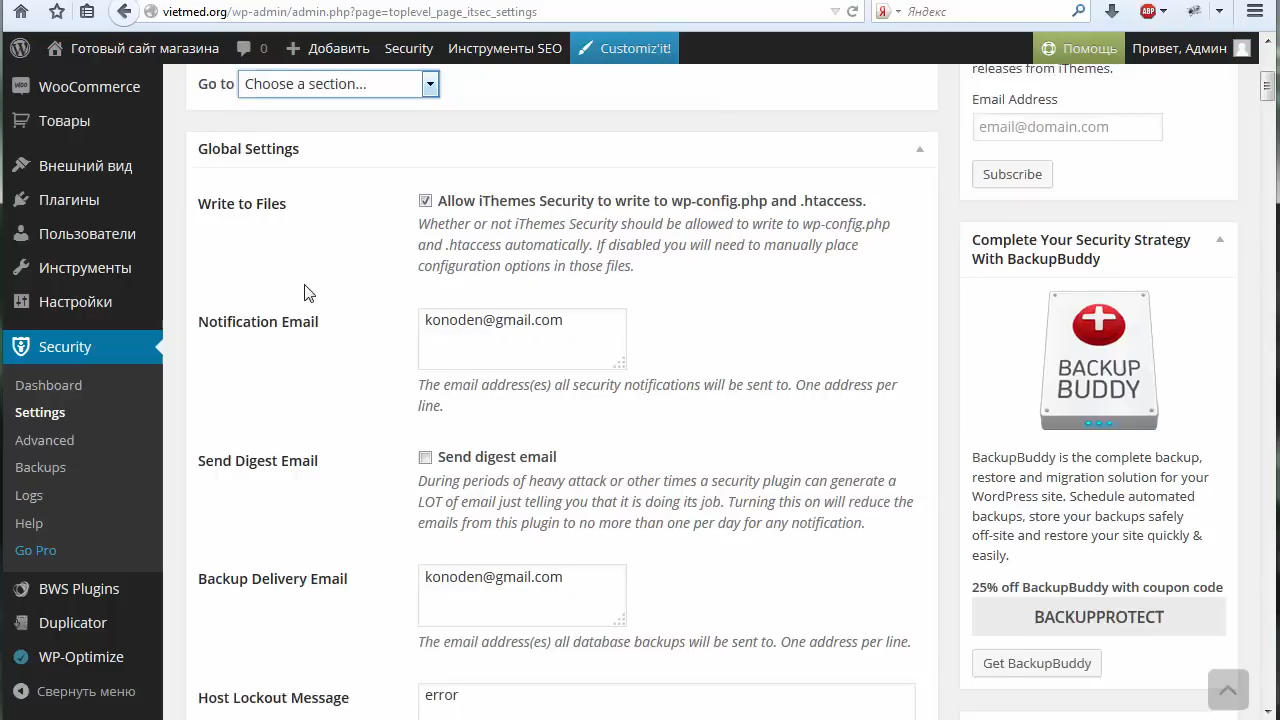 vietmed.org/wp-admin/admin.php?page=toplevel_page_itsec_settings
Яндекс
ABP
Готовый сайт магазина
0
Добавить
Security
Инструменты SEO
Customiz'it!
Помощь
Привет, Админ
WooCommerce
Товары
Внешний вид
Плагины
Пользователи
Инструменты
Настройки
Security
Dashboard
Settings
Advanced
Backups
Logs
Help
Go Pro
BWS Plugins
Duplicator
WP-Optimize
Свернуть меню
Go to
Choose a section...
Global Settings
Write to Files
Allow iThemes Security to write to wp-config.php and .htaccess.
Whether or not iThemes Security should be allowed to write to wp-config.php
and .htaccess automatically. If disabled you will need to manually place
configuration options in those files.
Notification Email
konoden@gmail.com
The email address(es) all security notifications will be sent to. One address per
line.
Send Digest Email
Send digest email
During periods of heavy attack or other times a security plugin can generate a
LOT of email just telling you that it is doing its job. Turning this on will reduce the
emails from this plugin to no more than one per day for any notification.
Backup Delivery Email
konoden@gmail.com
The email address(es) all database backups will be sent to. One address per line.
Host Lockout Message
error
releases from iThemes.
Email Address
email@domain.com
Subscribe
Complete Your Security Strategy
With BackupBuddy
BACKUP
BUDDY
BackupBuddy is the complete backup,
restore and migration solution for your
WordPress site. Schedule automated
backups, store your backups safely
off-site and restore your site quickly &
easily.
25% off BackupBuddy with coupon code
BACKUPPROTECT
Get BackupBuddy